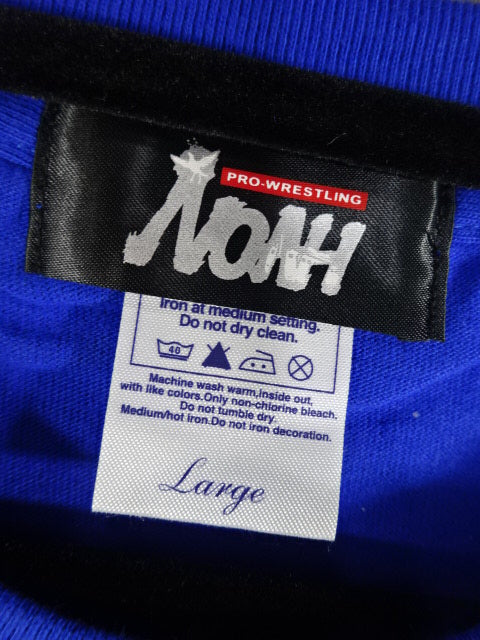 PRO-WRESTLING
NOAH
Iron at medium setting.
Do not dry clean.
40
Machine wash warm,inside out,
with like colors.Only non-chlorine bleach.
Do not tumble dry.
Medium/hot iron.Do not iron decoration.
Large